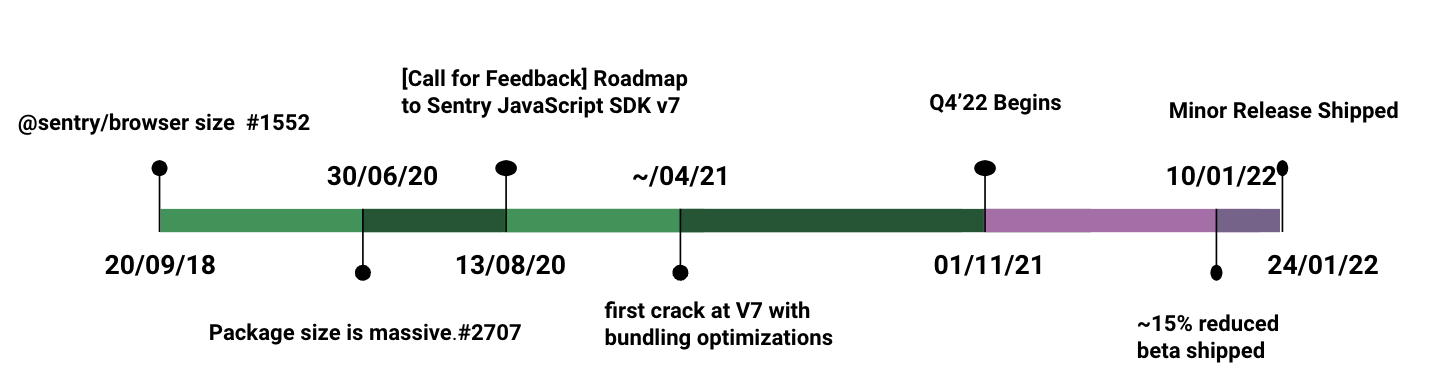 [Call for Feedback] Roadmap
to Sentry JavaScript SDK v7
@sentry/browser size #1552
Q4’22 Begins
Minor Release Shipped
30/06/20
~/04/21
10/01/22
20/09/18
13/08/20
01/11/21
24/01/22
Package size is massive.#2707
first crack at V7 with
bundling optimizations
~15% reduced
beta shipped